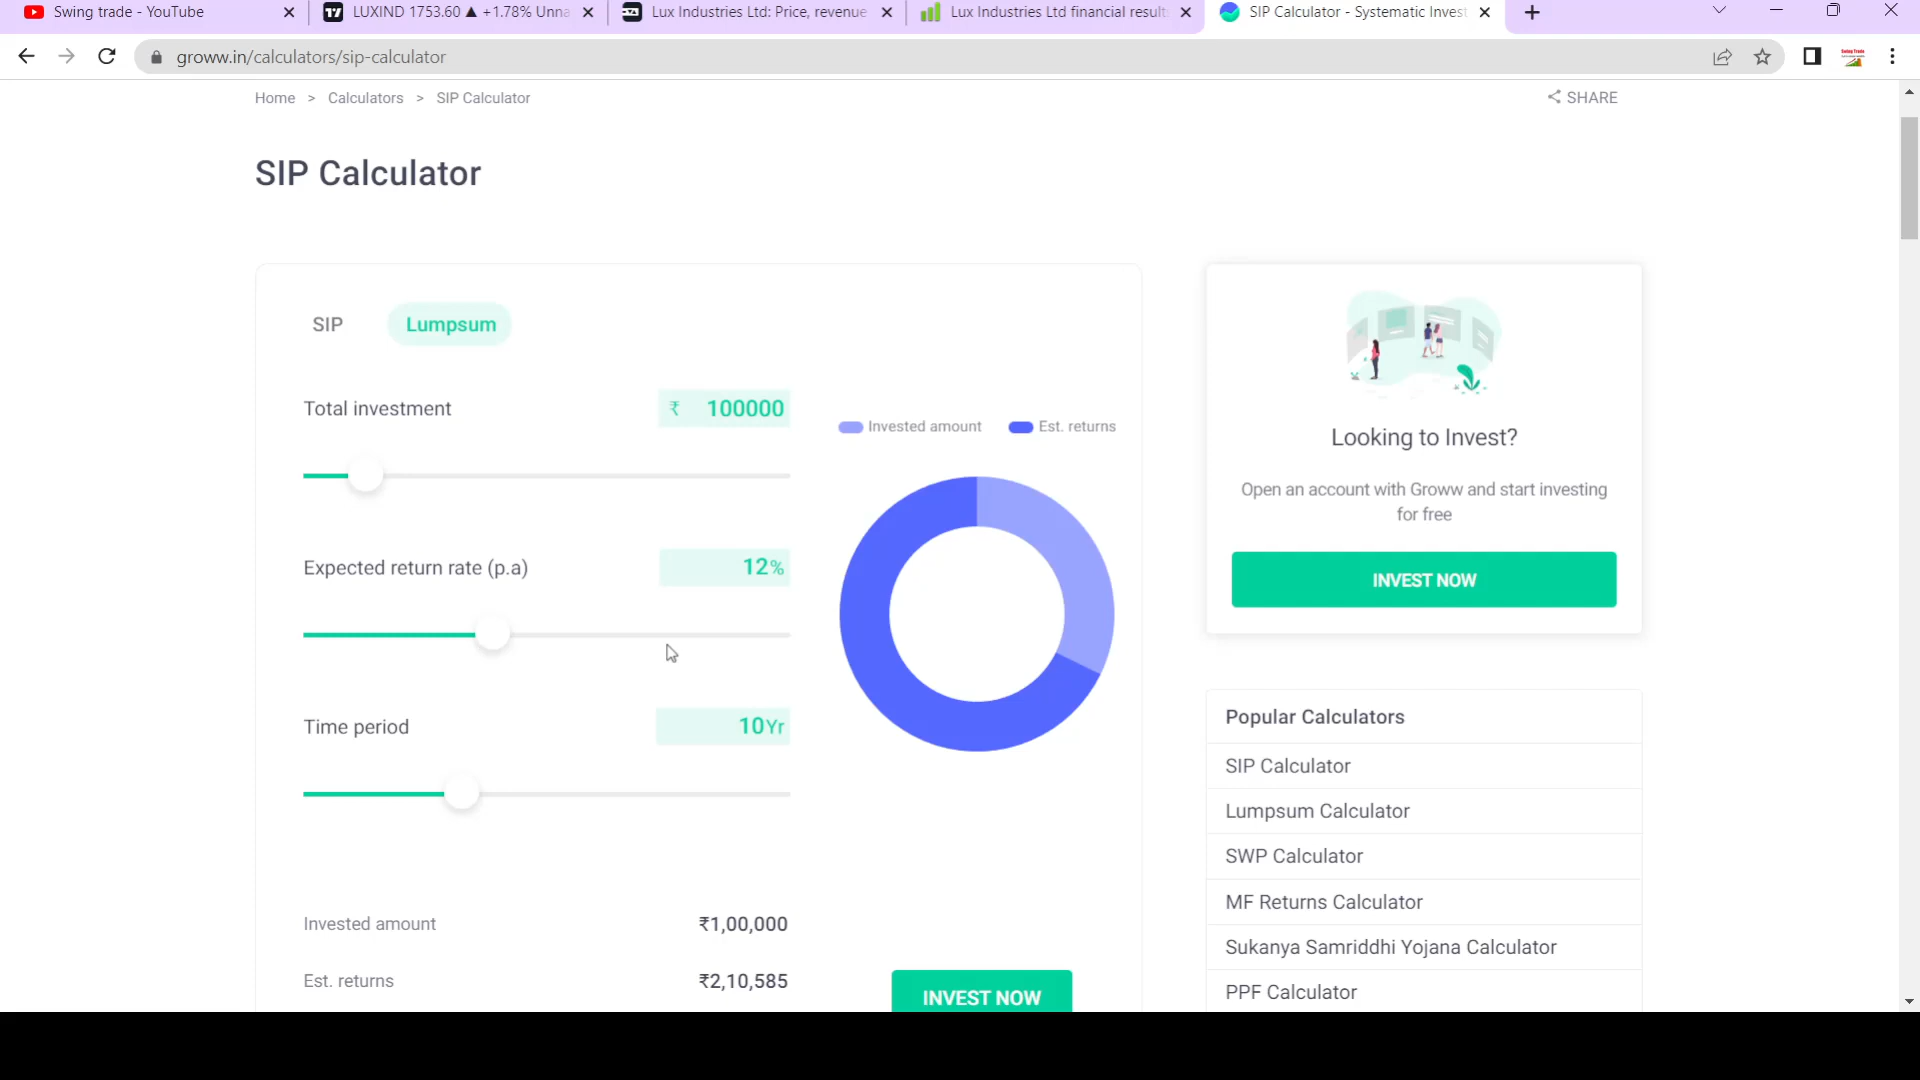 Swing trade - YouTube
LUXIND 1753.60 ▲ +1.78% Unna
Lux Industries Ltd: Price, revenue
Lux Industries Ltd financial result
SIP Calculator - Systematic Invest
groww.in/calculators/sip-calculator
Home > Calculators > SIP Calculator
SHARE
SIP Calculator
SIP
Lumpsum
Total investment
₹ 100000
Invested amount
Est. returns
Expected return rate (p.a)
12%
Time period
10Yr
Invested amount
₹1,00,000
Est. returns
₹2,10,585
INVEST NOW
Looking to Invest?
Open an account with Groww and start investing
for free
INVEST NOW
Popular Calculators
SIP Calculator
Lumpsum Calculator
SWP Calculator
MF Returns Calculator
Sukanya Samriddhi Yojana Calculator
PPF Calculator